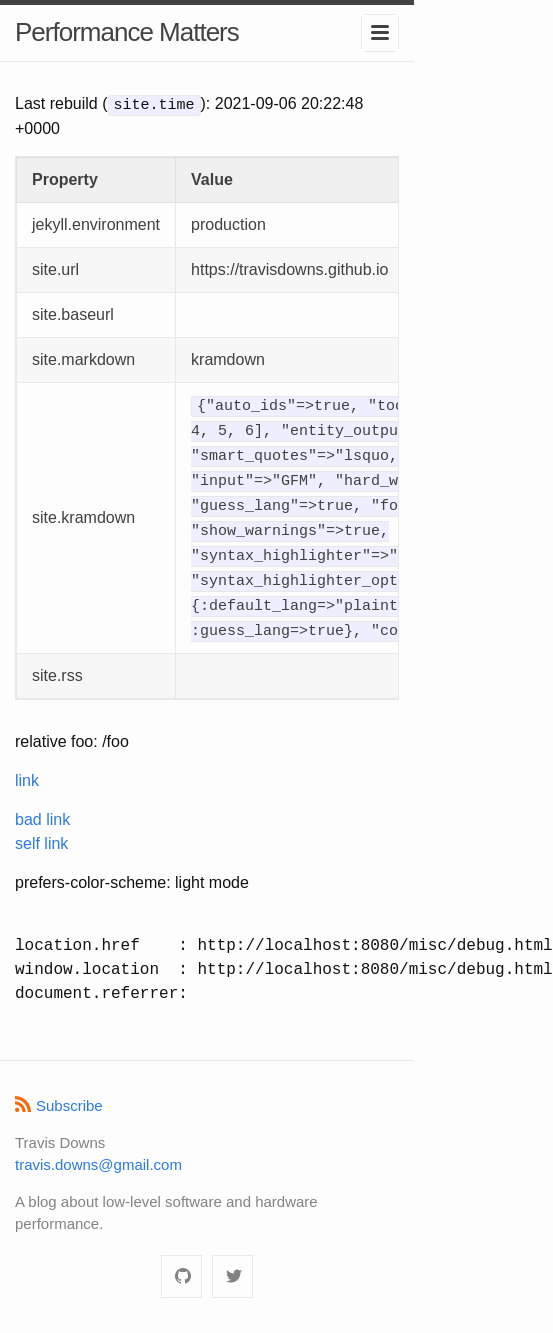 Performance Matters
Last rebuild (site.time): 2021-09-06 20:22:48
+0000
Property Value
jekyll.environment production
site.url https://travisdowns.github.io
site.baseurl
site.markdown kramdown
site.kramdown
{"auto_ids"=>true, "toc
4, 5, 6], "entity_outpu
"smart_quotes"=>"lsquo,
"input"=>"GFM", "hard_w
"guess_lang"=>true, "fo
"show_warnings"=>true,
"syntax_highlighter"=>"
"syntax_highlighter_opt
{:default_lang=>"plaint
:guess_lang=>true}, "co
site.rss
relative foo: /foo
link
bad link
self link
prefers-color-scheme: light mode
location.href    : http://localhost:8080/misc/debug.html
window.location  : http://localhost:8080/misc/debug.html
document.referrer:
Subscribe
Travis Downs
travis.downs@gmail.com
A blog about low-level software and hardware
performance.